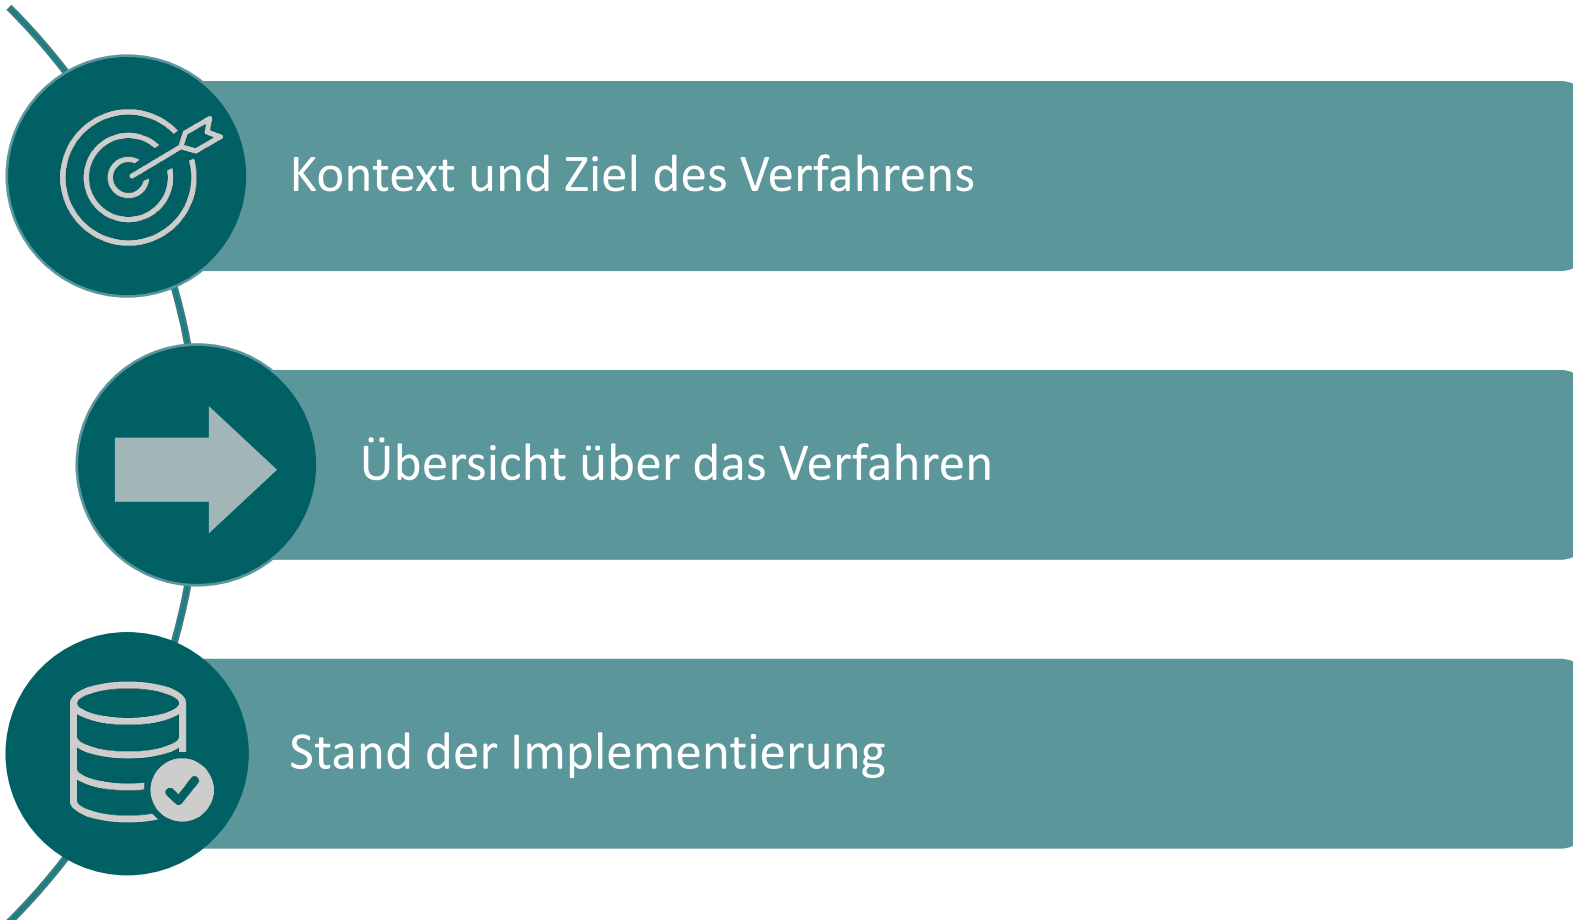 Kontext und Ziel des Verfahrens
Übersicht über das Verfahren
Stand der Implementierung